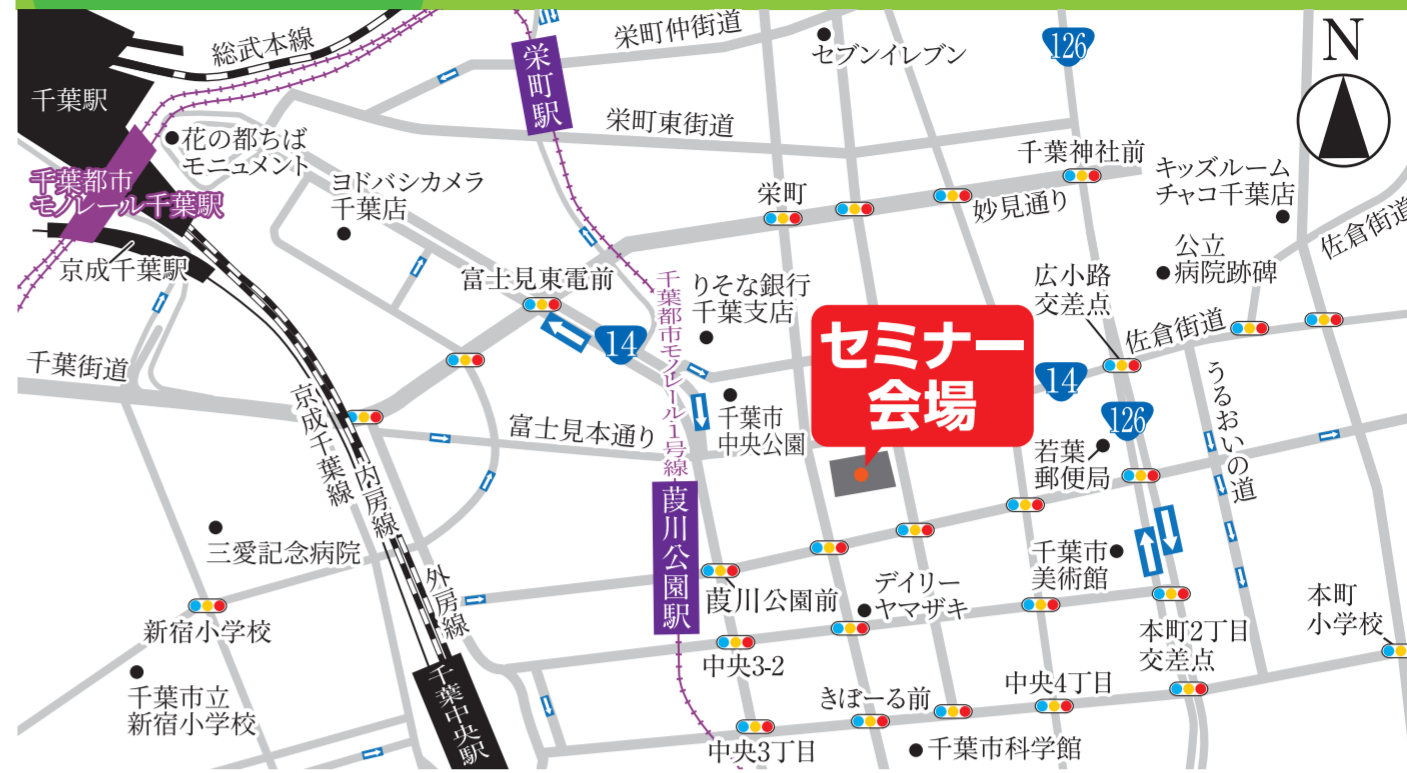 総武本線
栄町仲街道
セブンイレブン
126
N
千葉駅
栄町駅
花の都ちば
モニュメント
栄町東街道
千葉神社前
キッズルーム
チャコ千葉店
千葉都市
モノレール千葉駅
ヨドバシカメラ
千葉店
栄町
妙見通り
佐倉街道
京成千葉駅
公立
病院跡碑
富士見東電前
りそな銀行
千葉支店
広小路
交差点
14
千葉都市モノレール1号線
セミナー
会場
佐倉街道
千葉街道
14
うるおいの道
京成千葉線
富士見本通り
千葉市
中央公園
126
内房線
若葉
郵便局
三愛記念病院
葭川公園駅
外房線
葭川公園前
デイリー
ヤマザキ
千葉市
美術館
新宿小学校
本町
小学校
中央3-2
本町2丁目
交差点
千葉市立
新宿小学校
千葉中央駅
きぼーる前
中央4丁目
中央3丁目
千葉市科学館